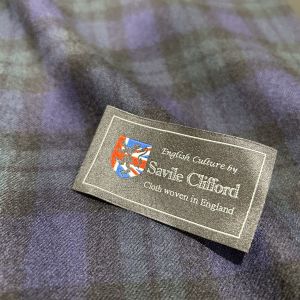 English Culture by
Savile Clifford
Cloth woven in England